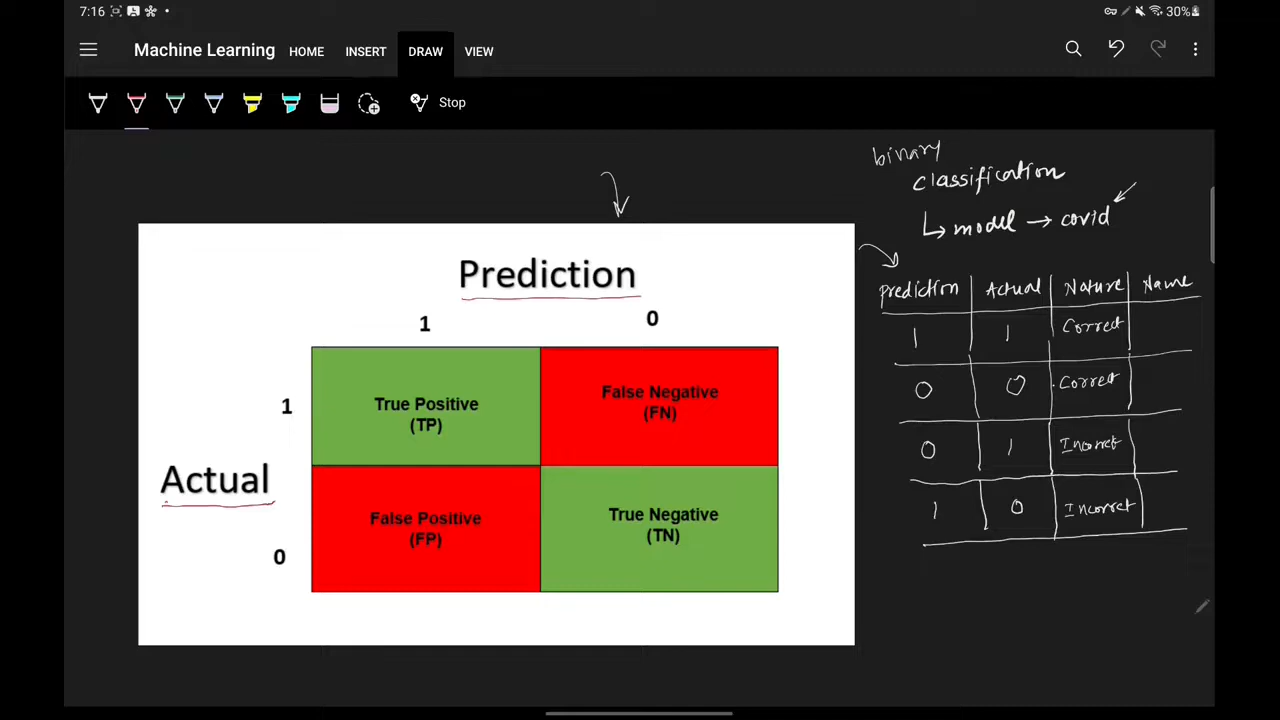 7:16 30%
Machine Learning HOME INSERT DRAW VIEW
Stop
binary
classification
model → covid
Prediction
1 0
1
True Positive
(TP)
False Negative
(FN)
Actual
0
False Positive
(FP)
True Negative
(TN)
Prediction Actual Nature Name
1 1 Correct
0 0 Correct
0 1 Incorret
1 0 Incorret